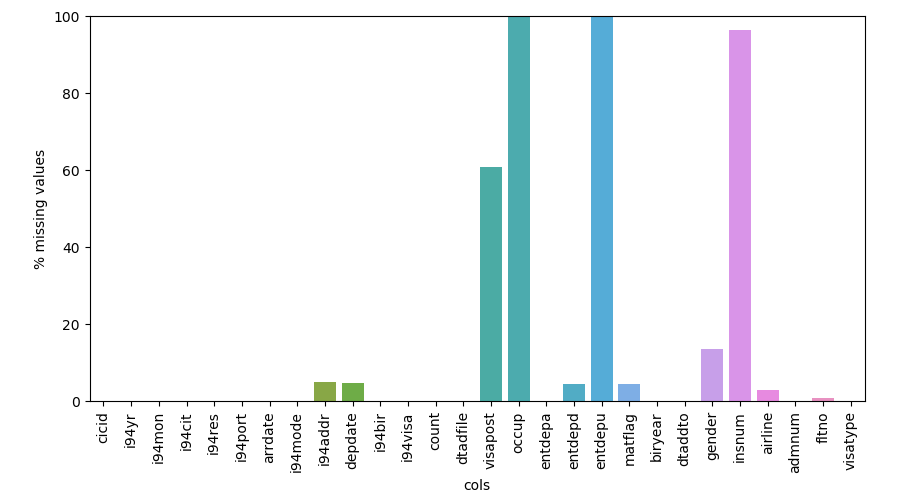 100
80
60
40
20
0
% missing values
cicid
i94yr
i94mon
i94cit
i94res
i94port
arrdate
i94mode
i94addr
depdate
i94bir
i94visa
count
dtadfile
visapost
occup
entdepa
entdepd
entdepu
matflag
biryear
dtaddto
gender
insnum
airline
admnum
fltno
visatype
cols